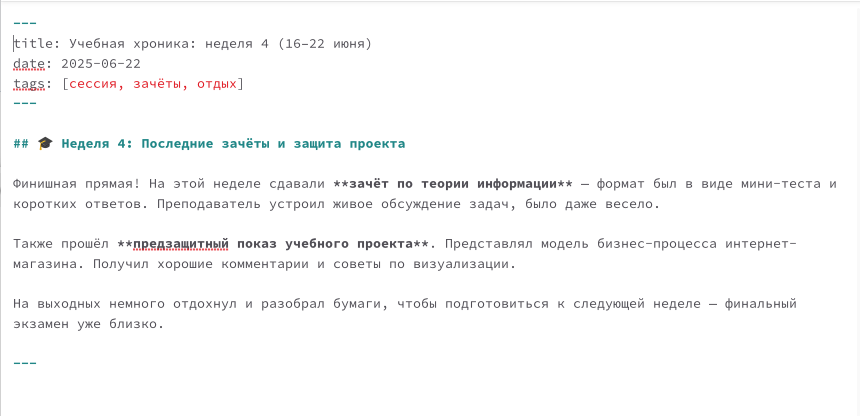 ---
title: Учебная хроника: неделя 4 (16–22 июня)
date: 2025-06-22
tags: [сессия, зачёты, отдых]
---
## 🎓 Неделя 4: Последние зачёты и защита проекта
Финишная прямая! На этой неделе сдавали **зачёт по теории информации** — формат был в виде мини-теста и
коротких ответов. Преподаватель устроил живое обсуждение задач, было даже весело.
Также прошёл **предзащитный показ учебного проекта**. Представлял модель бизнес-процесса интернет-
магазина. Получил хорошие комментарии и советы по визуализации.
На выходных немного отдохнул и разобрал бумаги, чтобы подготовиться к следующей неделе — финальный
экзамен уже близко.
---